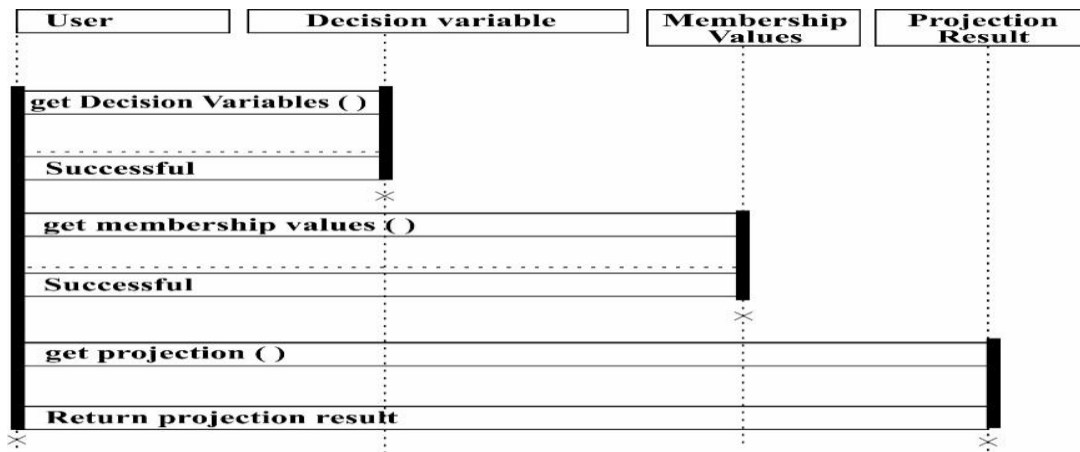 User
Decision variable
Membership
Values
Projection
Result
get Decision Variables ( )
Successful
get membership values ( )
Successful
get projection ( )
Return projection result